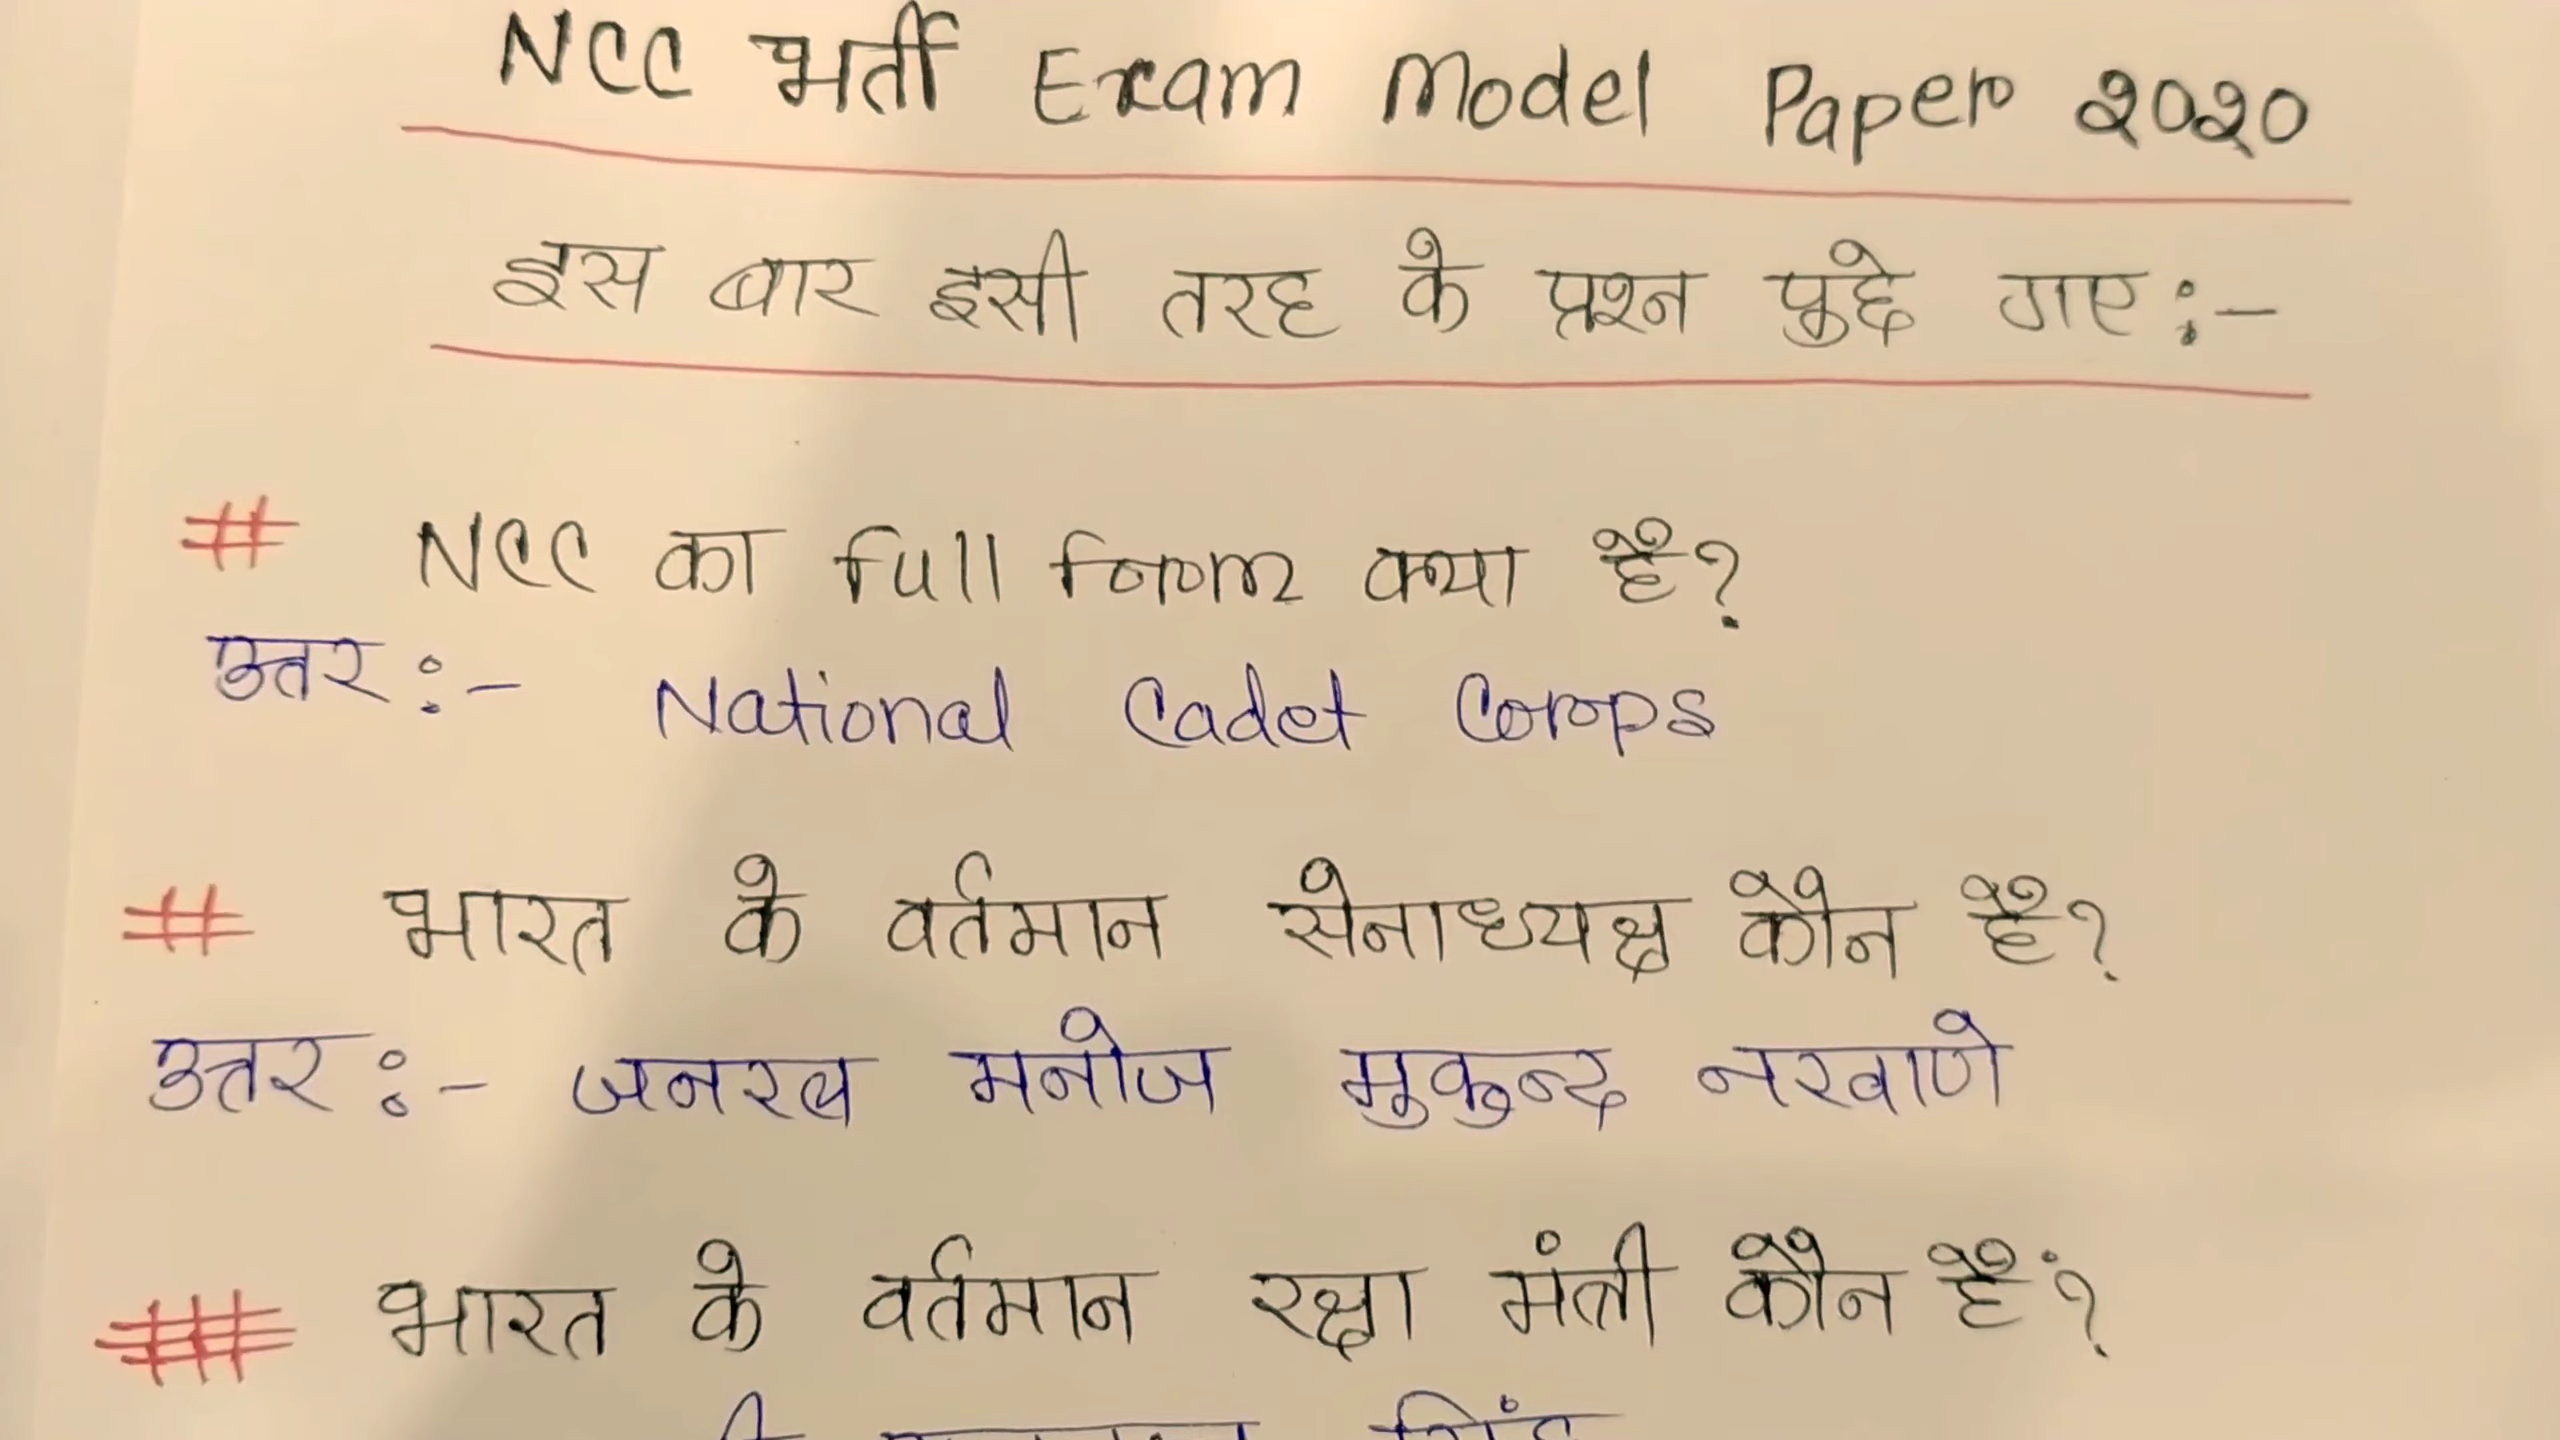 NCC भर्ती Exam Model Paper 2020
इस बार इसी तरह के प्रश्न पुछे गए:-
# NCC का full form क्या है?
उत्तर:- National Cadet Corps
# भारत के वर्तमान सेनाध्यक्ष कौन है?
उत्तर:- जनरल मनोज मुकुन्द नरवाणे
# भारत के वर्तमान रक्षा मंत्री कौन हैं?